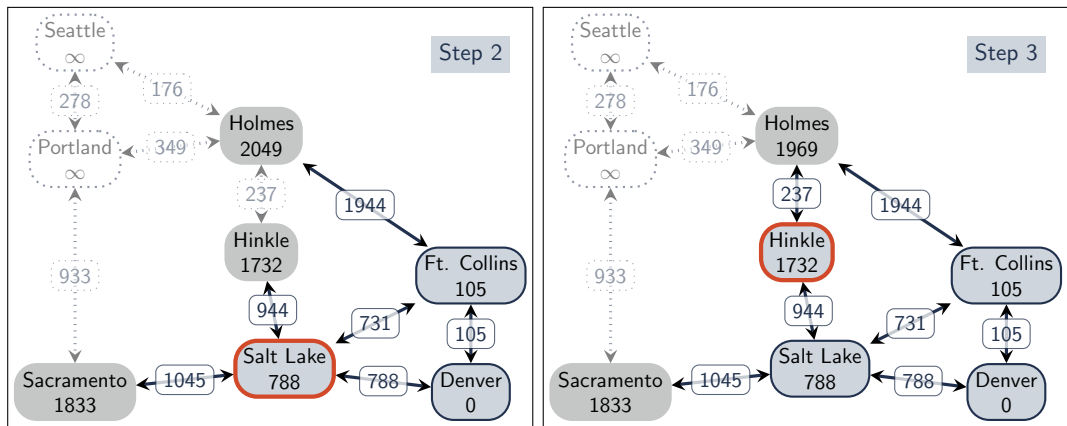 Seattle
∞
Step 2
176
278
Holmes
2049
Portland
∞
349
237
1944
Hinkle
1732
Ft. Collins
105
933
944
731
105
Salt Lake
788
Sacramento
1833
1045
788
Denver
0
Seattle
∞
Step 3
176
278
Holmes
1969
Portland
∞
349
237
1944
Hinkle
1732
Ft. Collins
105
933
944
731
105
Salt Lake
788
Sacramento
1833
1045
788
Denver
0